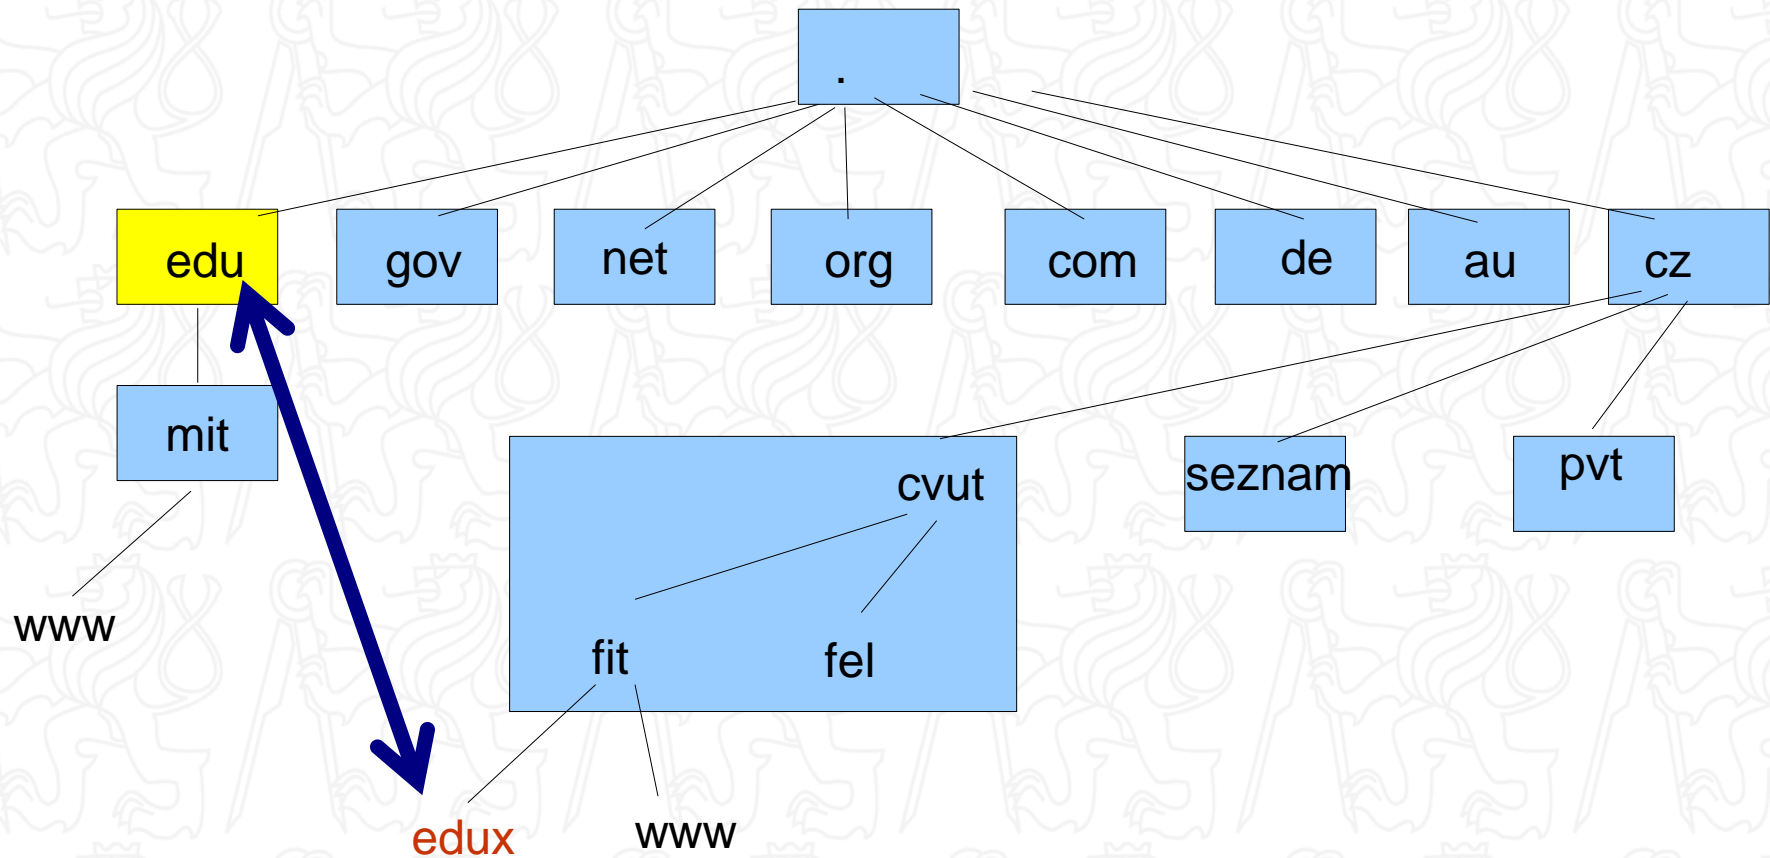 .
edu gov net org com de au cz
mit
cvut seznam pvt
www
fit fel
edux www